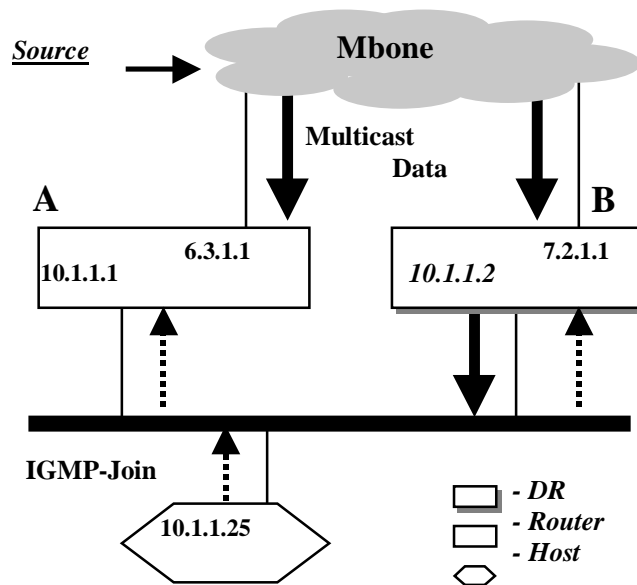 Mbone
Source
Multicast
Data
A
B
6.3.1.1
10.1.1.1
7.2.1.1
10.1.1.2
IGMP-Join
10.1.1.25
- DR
- Router
- Host